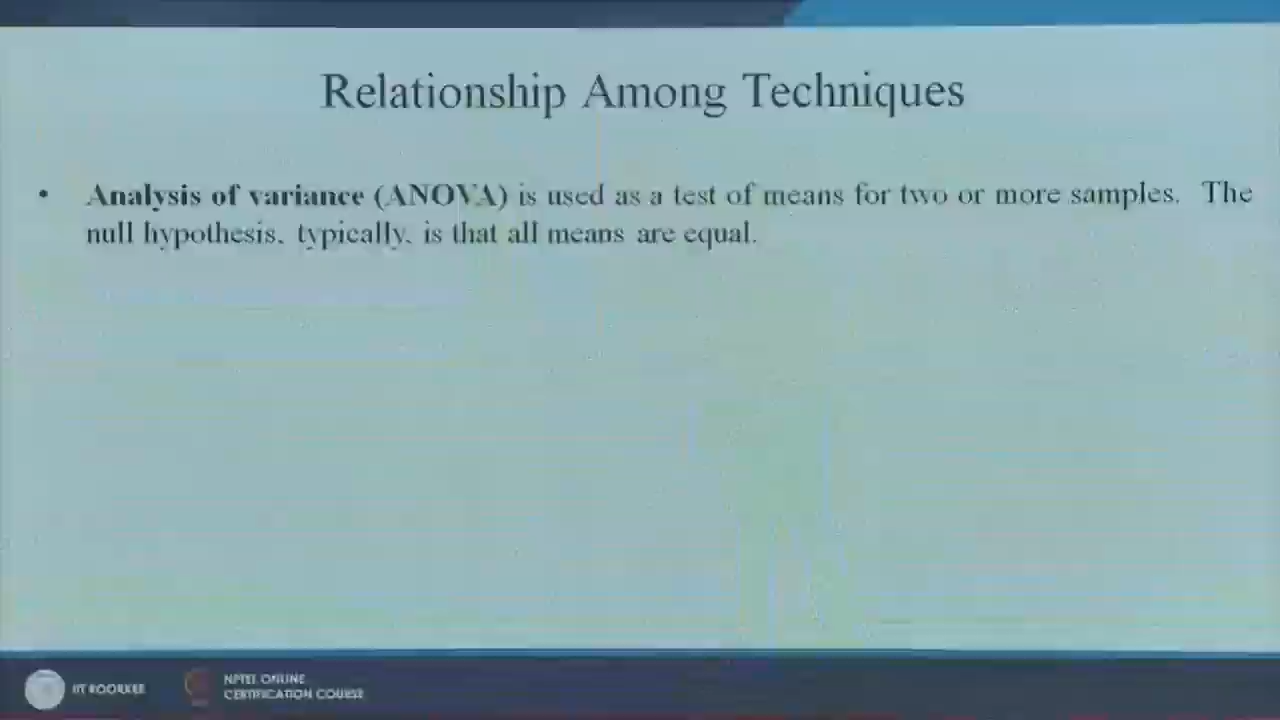 Relationship Among Techniques
• Analysis of variance (ANOVA) is used as a test of means for two or more samples. The
null hypothesis, typically, is that all means are equal.
IIT ROORKEE
NPTEL ONLINE
CERTIFICATION COURSE